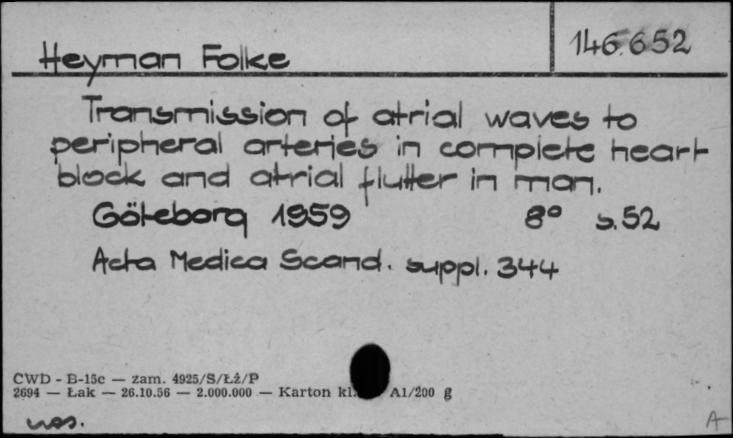 Heyman Folke
146.652
Transmission of atrial waves to
peripheral arteries in complete heart
block and atrial flutter in man.
Göteborg 1959 8° s.52
Acta Medica Scand. suppl. 344
CWD - B-15c — zam. 4925/S/Łż/P
2694 — Łak — 26.10.56 — 2.000.000 — Karton kl. A1/200 g
A